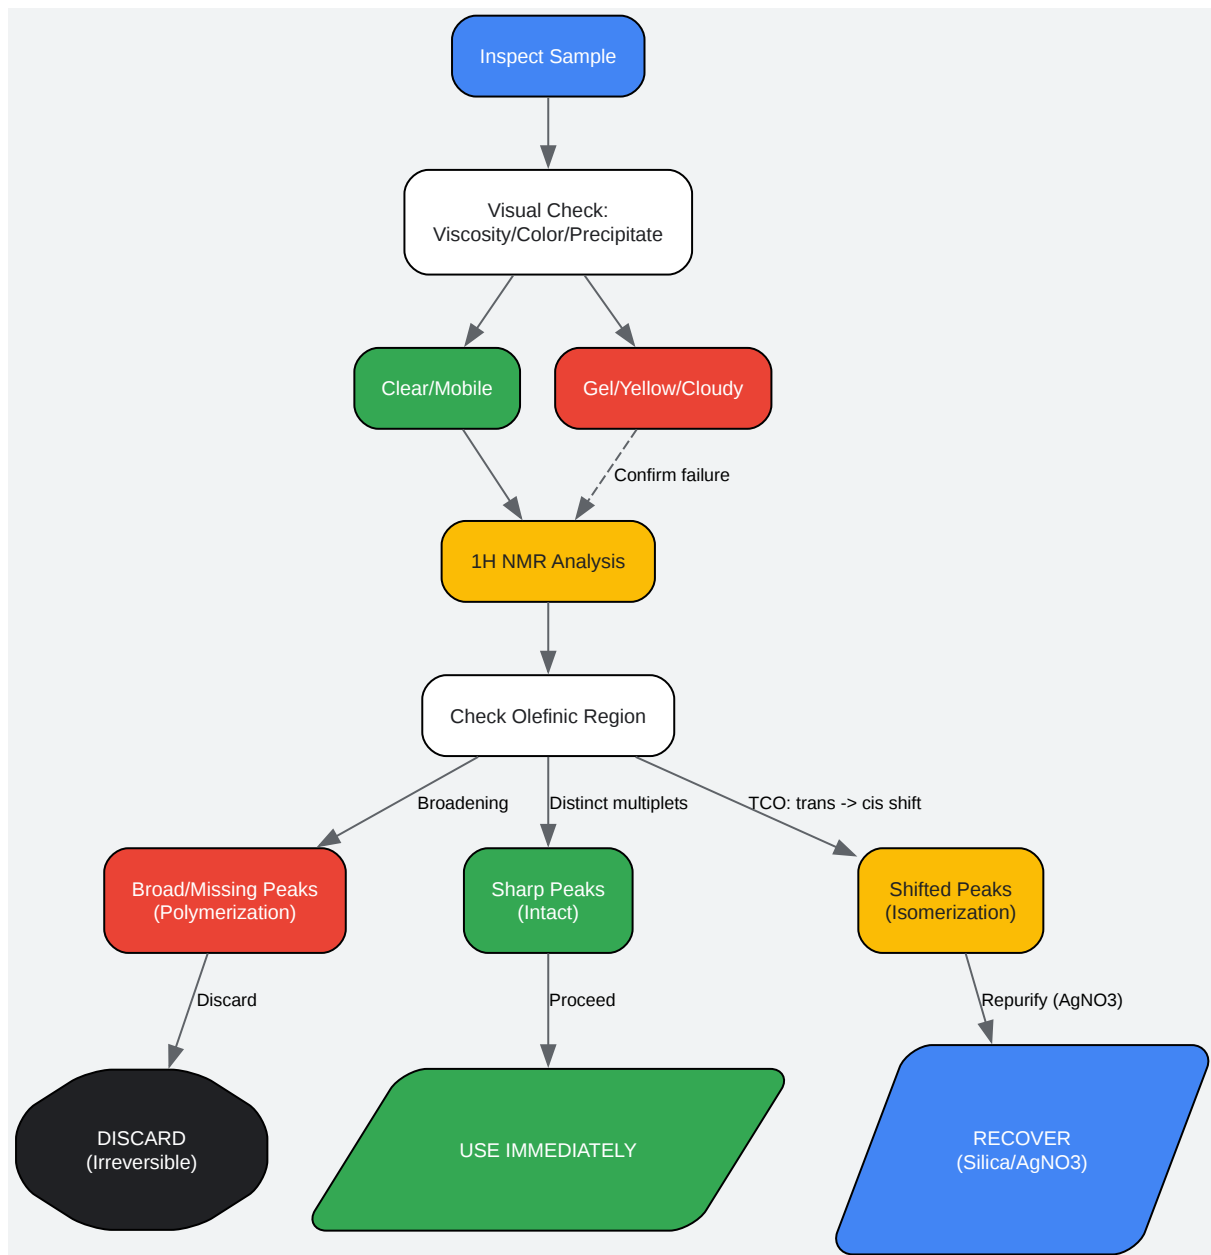 Inspect Sample
Visual Check:
Viscosity/Color/Precipitate
Clear/Mobile
Gel/Yellow/Cloudy
Confirm failure
1H NMR Analysis
Check Olefinic Region
Broadening
Distinct multiplets
TCO: trans -> cis shift
Broad/Missing Peaks
(Polymerization)
Sharp Peaks
(Intact)
Shifted Peaks
(Isomerization)
Discard
Proceed
Repurify (AgNO3)
DISCARD
(Irreversible)
USE IMMEDIATELY
RECOVER
(Silica/AgNO3)